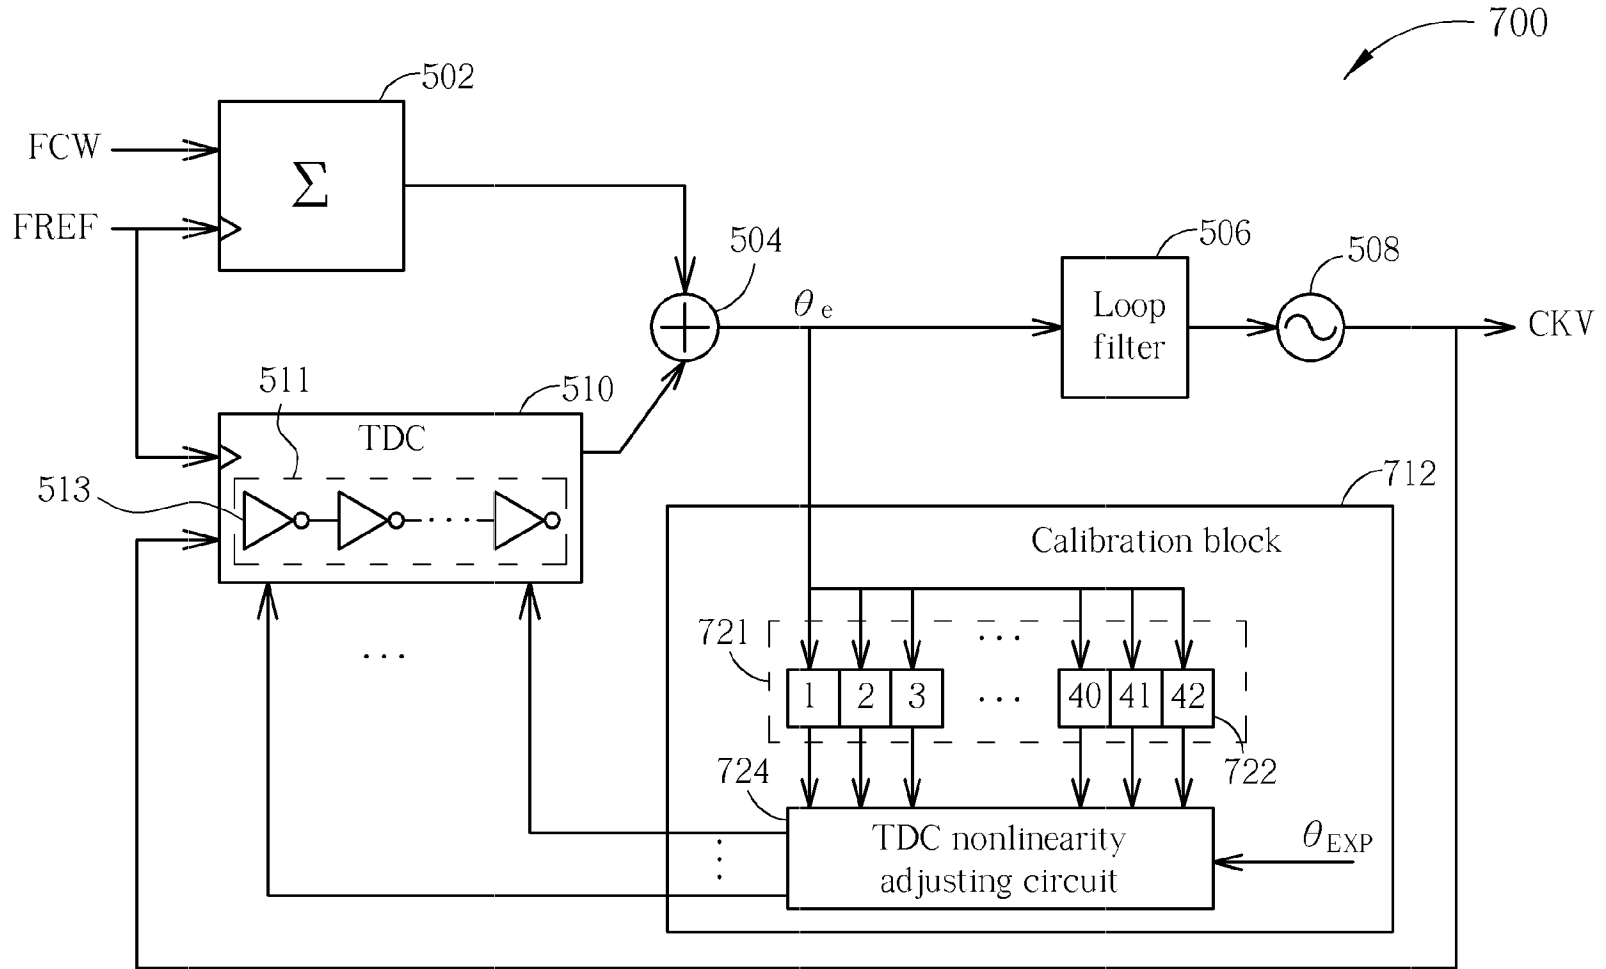 700
502
FCW
Σ
FREF
504
506
508
θe
Loop
filter
CKV
511
510
TDC
513
...
712
Calibration block
721
...
1 2 3 ... 40 41 42
...
724
722
TDC nonlinearity
adjusting circuit
θEXP